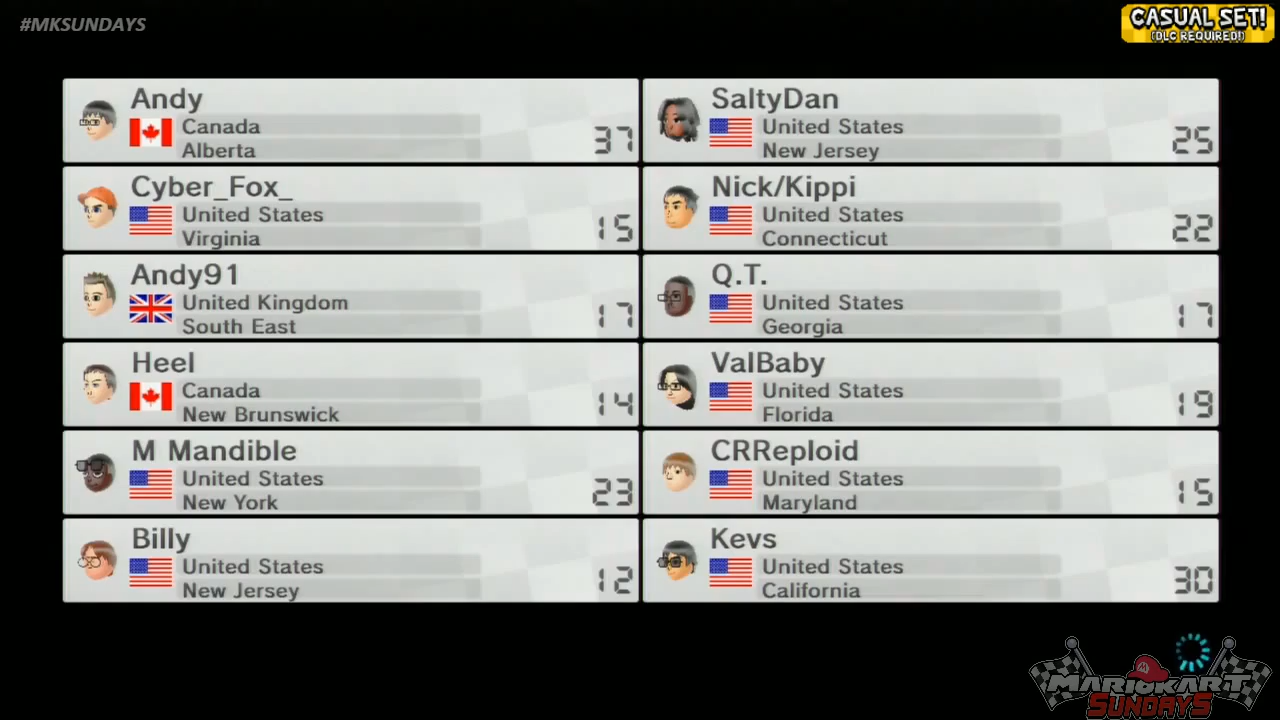 #MKSUNDAYS
CASUAL SET!
(DLC REQUIRED!)
Andy
Canada
Alberta
37
SaltyDan
United States
New Jersey
25
Cyber_Fox_
United States
Virginia
15
Nick/Kippi
United States
Connecticut
22
Andy91
United Kingdom
South East
17
Q.T.
United States
Georgia
17
Heel
Canada
New Brunswick
14
ValBaby
United States
Florida
19
M Mandible
United States
New York
23
CRReploid
United States
Maryland
15
Billy
United States
New Jersey
12
Kevs
United States
California
30
MARIOKART
SUNDAYS